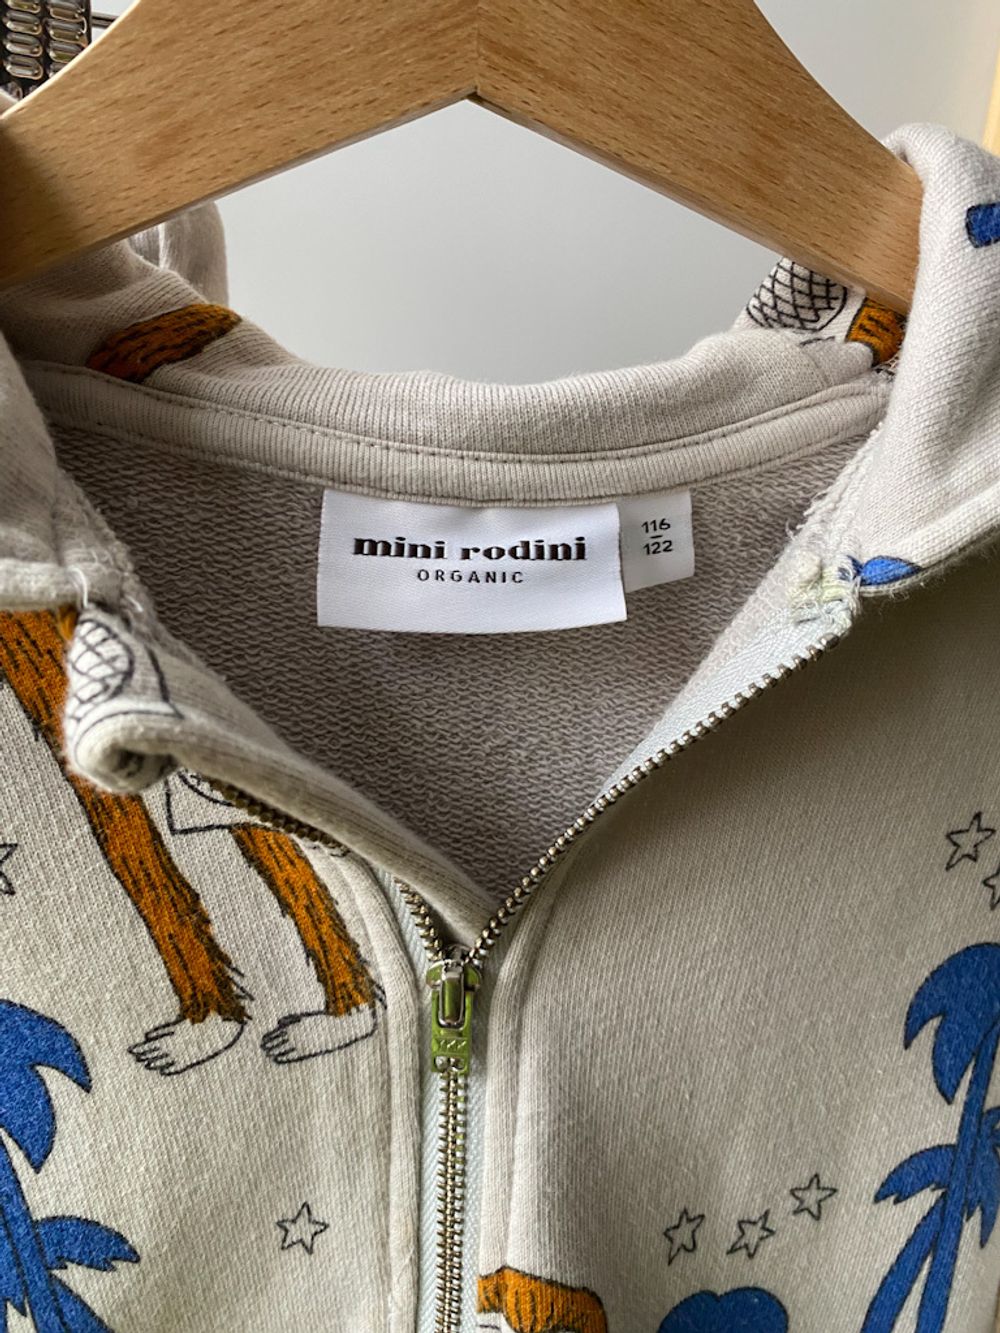 mini rodini
ORGANIC
116
122